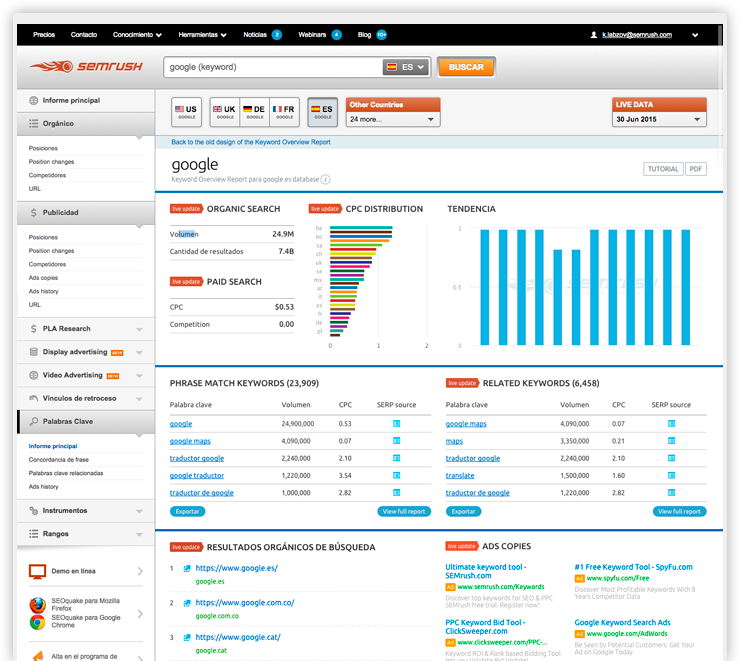 Precios Contacto Conocimiento Herramientas Noticias 2 Webinars 4 Blog 10+ k.labzov@semrush.com
SEMRUSH google (keyword) ES BUSCAR
Informe principal
Orgánico
Posiciones
Position changes
Competidores
URL
Publicidad
Posiciones
Position changes
Competidores
Ads copies
Ads history
URL
PLA Research
Display advertising BETA
Video Advertising BETA
Vínculos de retroceso
Palabras Clave
Informe principal
Concordancia de frase
Palabras clave relacionadas
Ads history
Instrumentos
Rangos
Demo en línea
SEOquake para Mozilla
Firefox
SEOquake para Google
Chrome
Alta en el programa de
US GOOGLE UK GOOGLE DE GOOGLE FR GOOGLE ES GOOGLE
Other Countries
24 more...
LIVE DATA
30 Jun 2015
Back to the old design of the Keyword Overview Report
google
Keyword Overview Report para google.es database i
TUTORIAL PDF
live update ORGANIC SEARCH
Volumen 24.9M
Cantidad de resultados 7.4B
live update PAID SEARCH
CPC $0.53
Competition 0.00
live update CPC DISTRIBUTION
be
no
ca
ch
uk
se
mx
ar
it
es
fi
de
pl
0 1 2
TENDENCIA
1
0.5
0
SEMRUSH
PHRASE MATCH KEYWORDS (23,909)
Palabra clave Volumen CPC SERP source
google 24,900,000 0.53
google maps 4,090,000 0.07
traductor google 2,240,000 2.10
google traductor 1,220,000 3.54
traductor de google 1,000,000 2.82
Exportar View full report
live update RELATED KEYWORDS (6,458)
Palabra clave Volumen CPC SERP source
google maps 4,090,000 0.07
maps 3,350,000 0.21
traductor google 2,240,000 2.10
translate 1,500,000 1.60
traductor de google 1,220,000 2.82
Exportar View full report
live update RESULTADOS ORGÁNICOS DE BÚSQUEDA
1 https://www.google.es/
google.es
2 https://www.google.com.co/
google.com.co
3 https://www.google.cat/
google.cat
live update ADS COPIES
Ultimate keyword tool -
SEMrush.com
Ad www.semrush.com/Keywords
Discover top keywords for SEO & PPC
SEMrush free trial. Register now!
#1 Free Keyword Tool - SpyFu.com
Ad www.spyfu.com/Free
Discover Most Profitable Keywords With 8
Years Competitor Data
PPC Keyword Bid Tool -
ClickSweeper.com
Ad www.clicksweeper.com/PPC-...
Keyword ROI & Rank based Bidding Tool
Google Keyword Search Ads
Ad www.google.com/AdWords
Be Seen by Potential Customers. Get Your
Ad on Google Today.